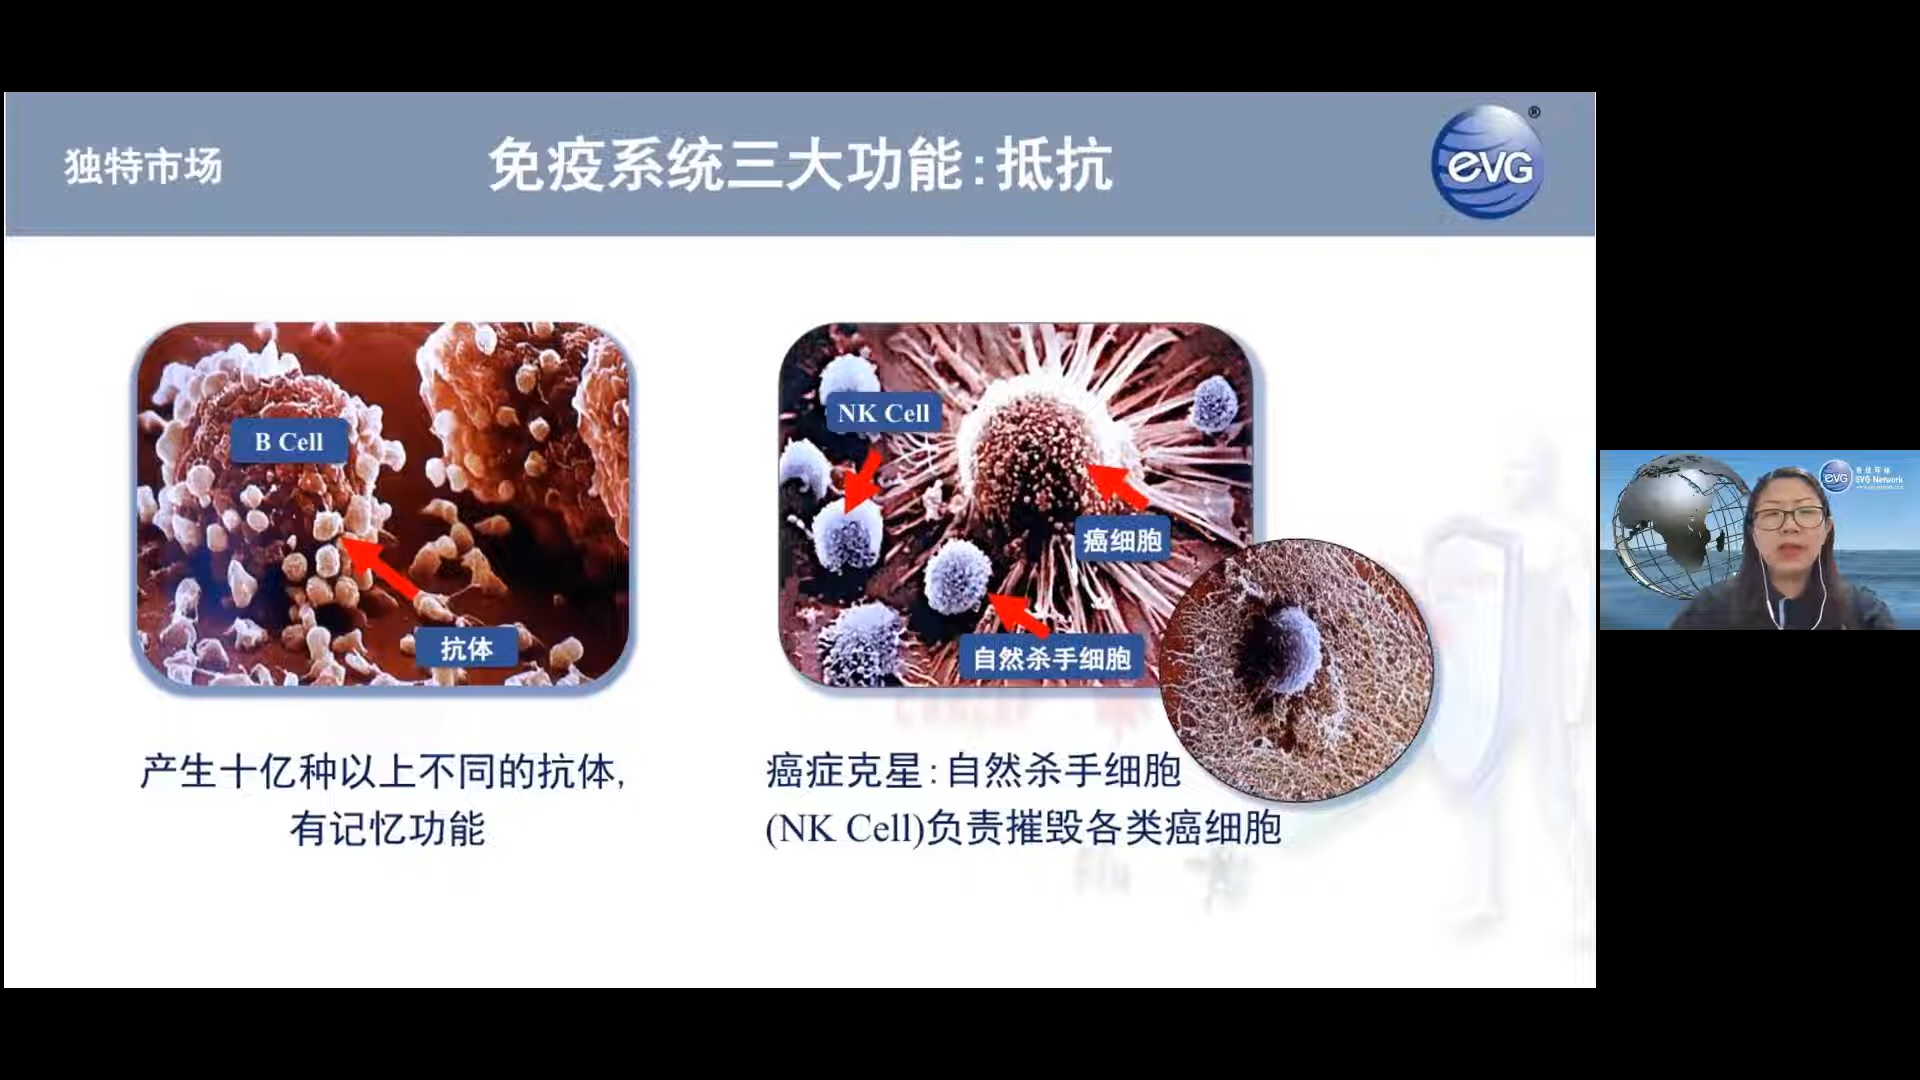 独特市场
免疫系统三大功能:抵抗
®
eVG
B Cell
抗体
NK Cell
癌细胞
自然杀手细胞
产生十亿种以上不同的抗体,
有记忆功能
癌症克星:自然杀手细胞
(NK Cell)负责摧毁各类癌细胞
eVG
EVG Network